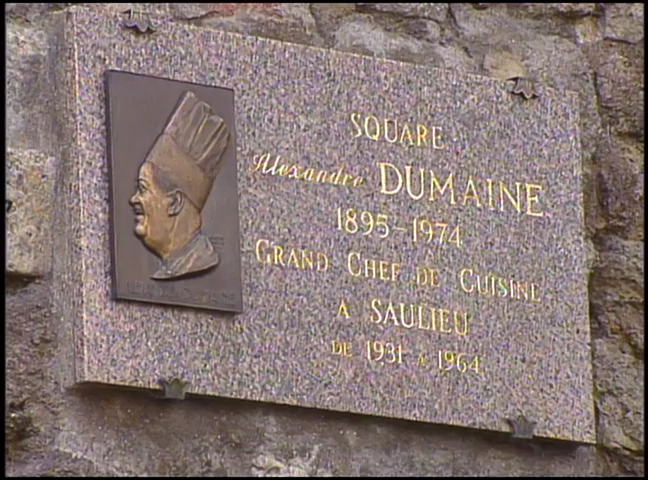 SQUARE
Alexandre DUMAINE
1895-1974
GRAND CHEF DE CUISINE
A SAULIEU
DE 1931 A 1964